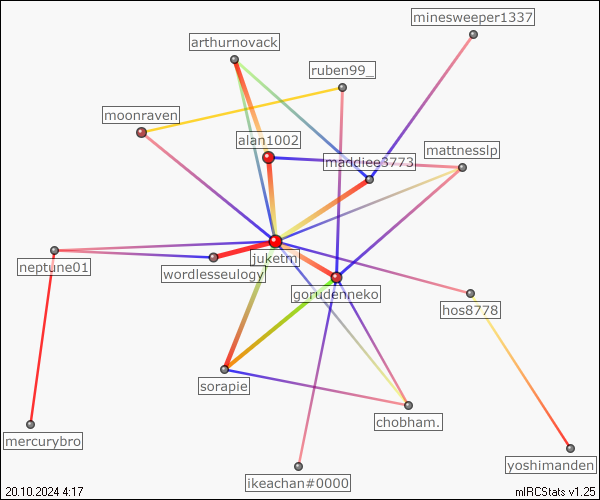 minesweeper1337
arthurnovack
ruben99_
moonraven
alan1002
mattnesslp
maddiee3773
juketm
neptune01
wordlesseulogy
gorudenneko
hos8778
sorapie
chobham.
mercurybro
yoshimanden
ikeachan#0000
20.10.2024 4:17
mIRCStats v1.25